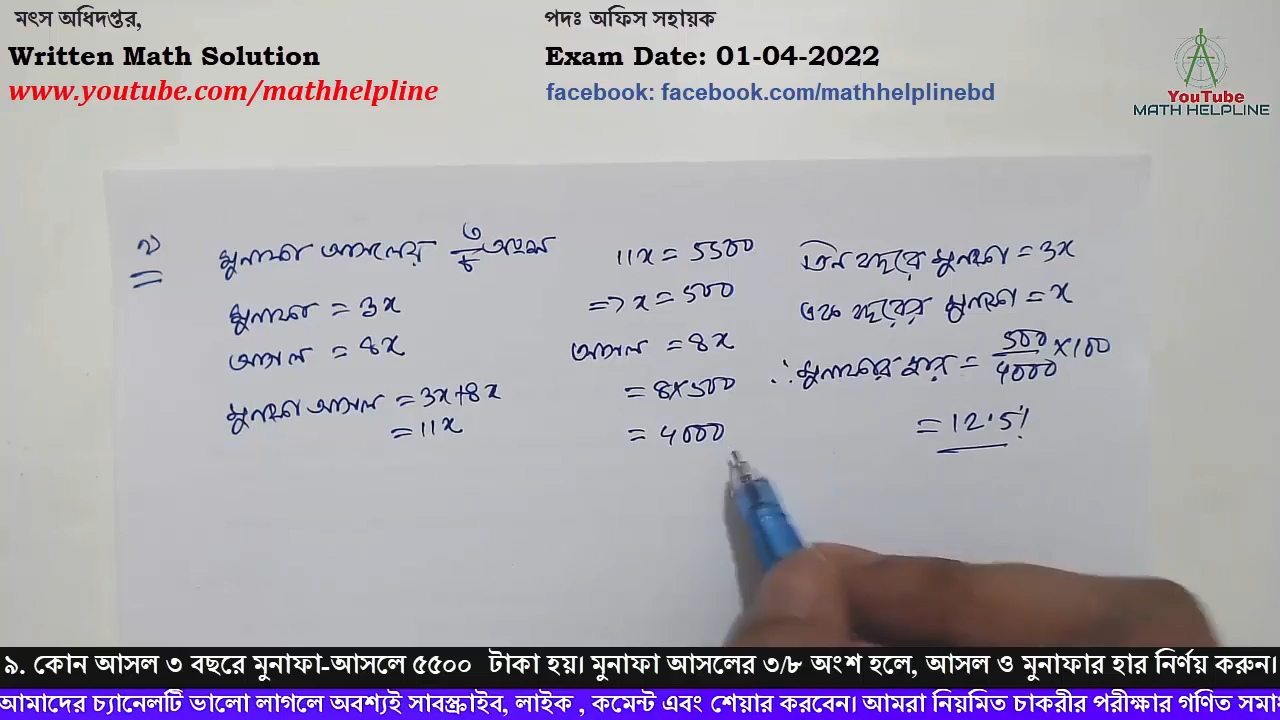 মৎস অধিদপ্তর,
পদঃ অফিস সহায়ক
Written Math Solution
Exam Date: 01-04-2022
www.youtube.com/mathhelpline
facebook: facebook.com/mathhelplinebd
YouTube
MATH HELPLINE
৯
মুনাফা আসলের ৩/৮ অংশ
মুনাফা = 3x
আসল = 8x
মুনাফা আসল = 3x+8x
= 11x
11x = 5500
=> x = 500
আসল = 8x
= 8×500
= 4000
তিন বছরে মুনাফা = 3x
এক বছরের মুনাফা = x
∴ মুনাফার হার = 500/4000 × 100
= 12.5%
৯. কোন আসল ৩ বছরে মুনাফা-আসলে ৫৫০০ টাকা হয়। মুনাফা আসলের ৩/৮ অংশ হলে, আসল ও মুনাফার হার নির্ণয় করুন।
আমাদের চ্যানেলটি ভালো লাগলে অবশ্যই সাবস্ক্রাইব, লাইক , কমেন্ট এবং শেয়ার করবেন। আমরা নিয়মিত চাকরীর পরীক্ষার গণিত সমা